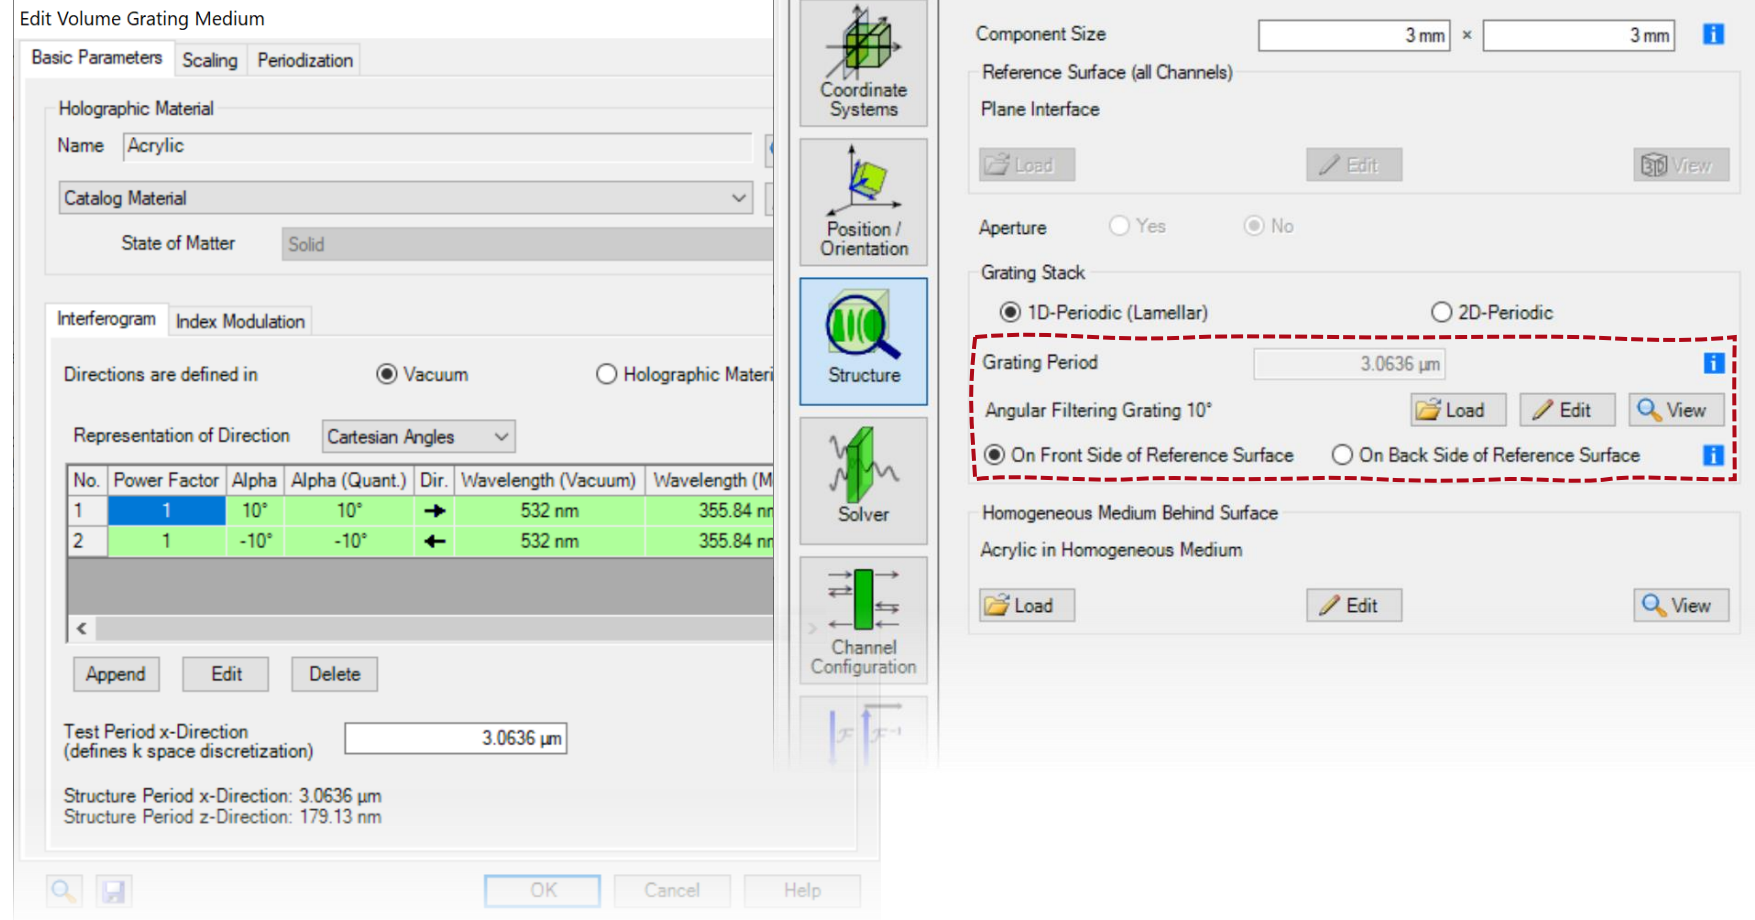 Edit Volume Grating Medium
Basic Parameters Scaling Periodization
Holographic Material
Name Acrylic
Catalog Material
State of Matter Solid
Interferogram Index Modulation
Directions are defined in Vacuum Holographic Materi
Representation of Direction Cartesian Angles
No. Power Factor Alpha Alpha (Quant.) Dir. Wavelength (Vacuum) Wavelength (M
1 1 10° 10° 532 nm 355.84 nm
2 1 -10° -10° 532 nm 355.84 nm
Append Edit Delete
Test Period x-Direction
(defines k space discretization) 3.0636 µm
Structure Period x-Direction: 3.0636 µm
Structure Period z-Direction: 179.13 nm
OK Cancel Help
Coordinate
Systems
Position /
Orientation
Structure
Solver
Channel
Configuration
F F⁻¹
Component Size 3 mm × 3 mm
Reference Surface (all Channels)
Plane Interface
Load Edit 3D View
Aperture Yes No
Grating Stack
1D-Periodic (Lamellar) 2D-Periodic
Grating Period 3.0636 µm
Angular Filtering Grating 10° Load Edit View
On Front Side of Reference Surface On Back Side of Reference Surface
Homogeneous Medium Behind Surface
Acrylic in Homogeneous Medium
Load Edit View